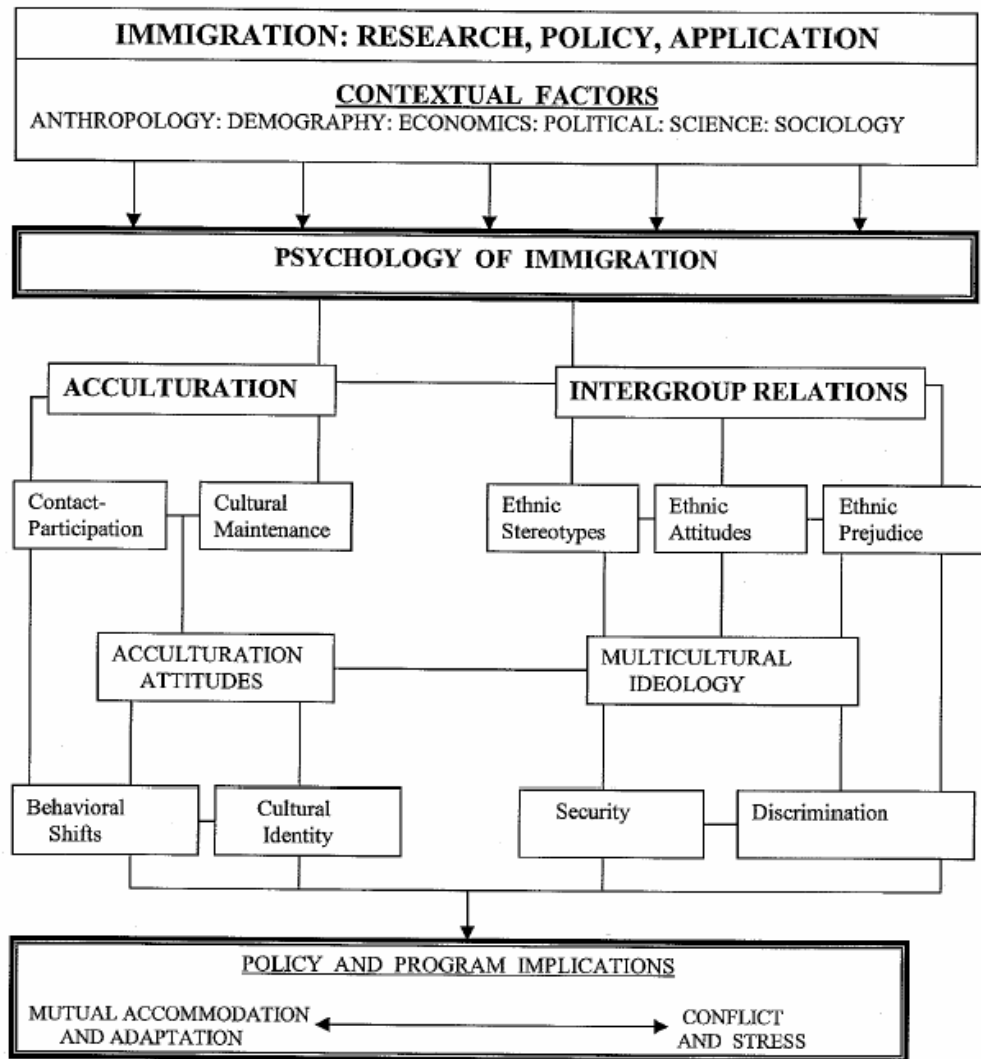 IMMIGRATION: RESEARCH, POLICY, APPLICATION
CONTEXTUAL FACTORS
ANTHROPOLOGY: DEMOGRAPHY: ECONOMICS: POLITICAL: SCIENCE: SOCIOLOGY
PSYCHOLOGY OF IMMIGRATION
ACCULTURATION
INTERGROUP RELATIONS
Contact-
Participation
Cultural
Maintenance
Ethnic
Stereotypes
Ethnic
Attitudes
Ethnic
Prejudice
ACCULTURATION
ATTITUDES
MULTICULTURAL
IDEOLOGY
Behavioral
Shifts
Cultural
Identity
Security
Discrimination
POLICY AND PROGRAM IMPLICATIONS
MUTUAL ACCOMMODATION
AND ADAPTATION
CONFLICT
AND STRESS